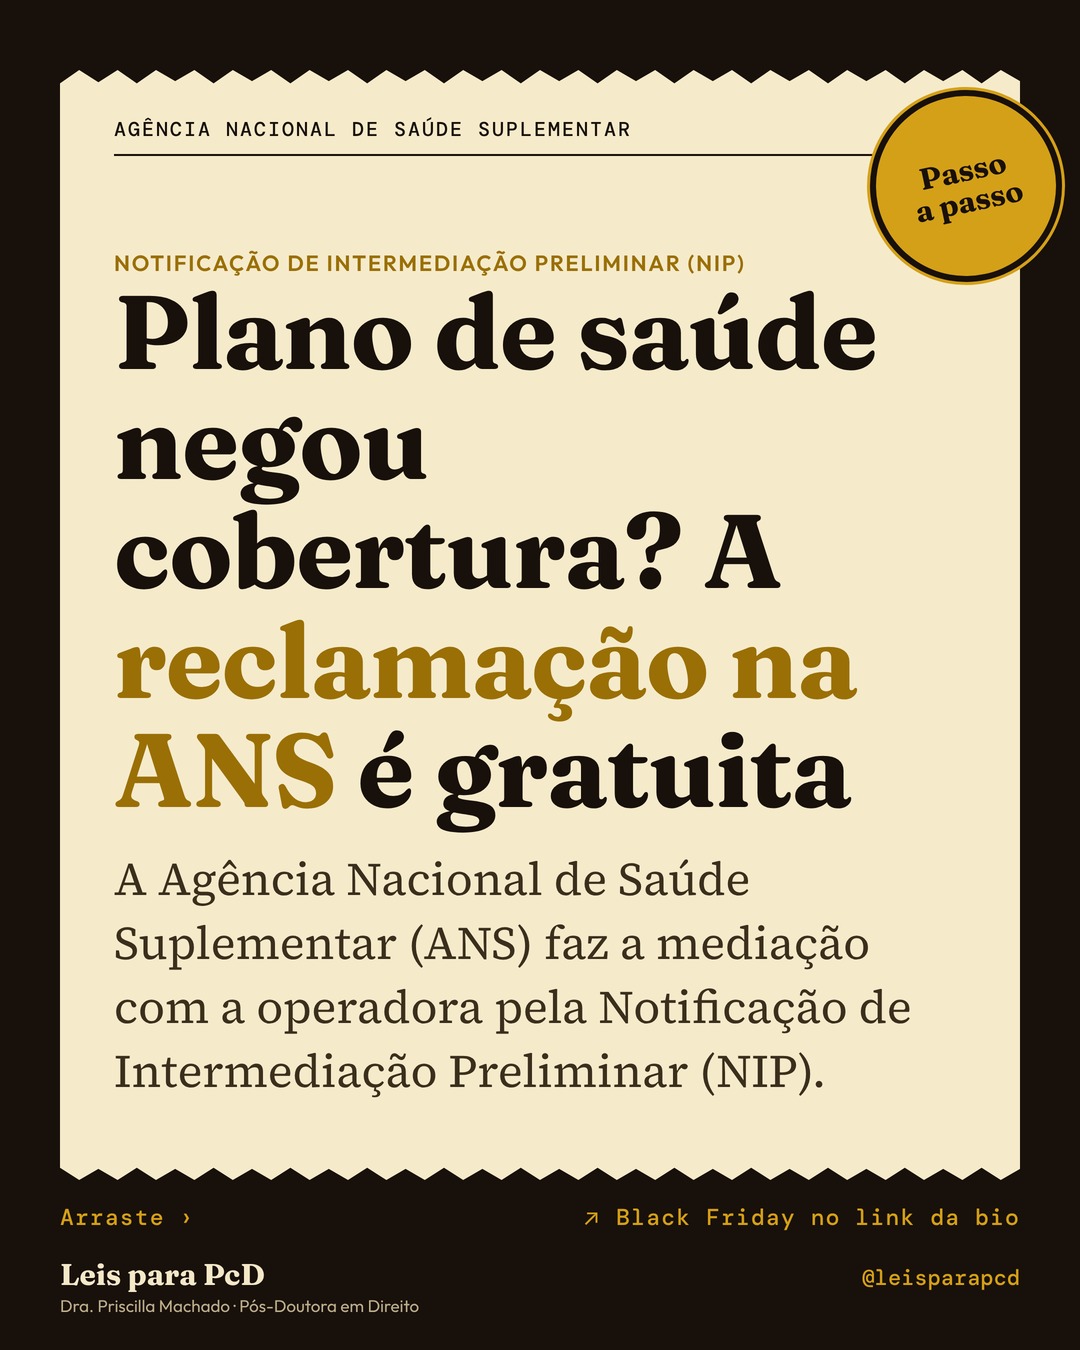 AGÊNCIA NACIONAL DE SAÚDE SUPLEMENTAR
Passo
a passo
NOTIFICAÇÃO DE INTERMEDIAÇÃO PRELIMINAR (NIP)
Plano de saúde
negou
cobertura? A
reclamação na
ANS é gratuita
A Agência Nacional de Saúde
Suplementar (ANS) faz a mediação
com a operadora pela Notificação de
Intermediação Preliminar (NIP).
Arraste ›
↗ Black Friday no link da bio
Leis para PcD
@leisparapcd
Dra. Priscilla Machado · Pós-Doutora em Direito